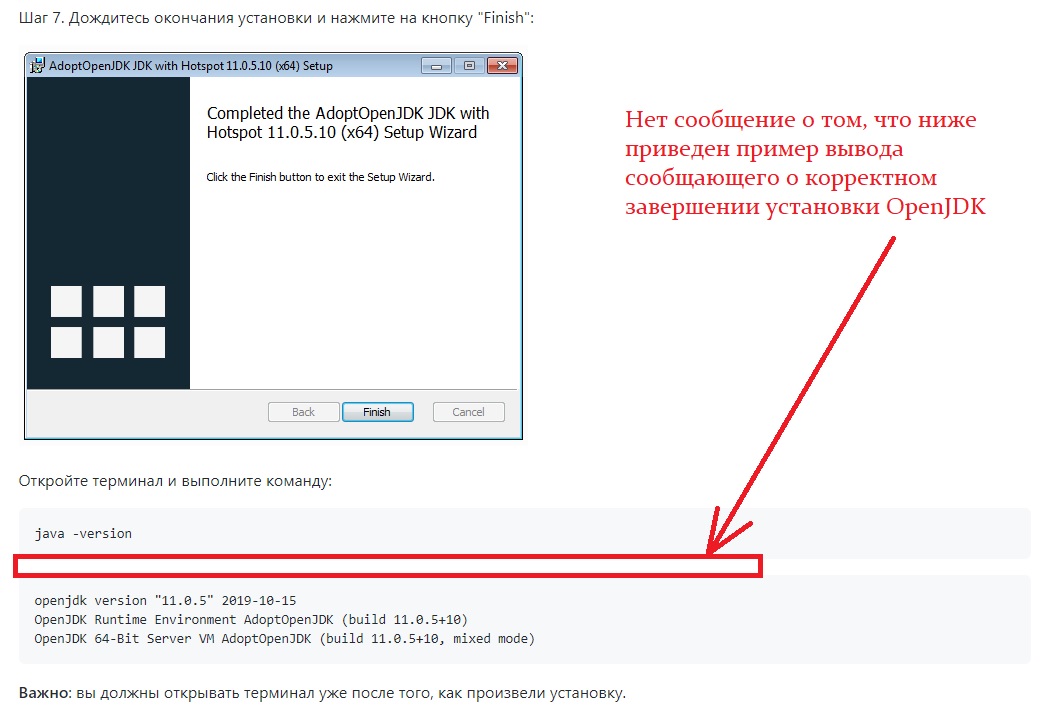 Шаг 7. Дождитесь окончания установки и нажмите на кнопку "Finish":
AdoptOpenJDK JDK with Hotspot 11.0.5.10 (x64) Setup
Completed the AdoptOpenJDK JDK with
Hotspot 11.0.5.10 (x64) Setup Wizard
Click the Finish button to exit the Setup Wizard.
Back Finish Cancel
Нет сообщение о том, что ниже
приведен пример вывода
сообщающего о корректном
завершении установки OpenJDK
Откройте терминал и выполните команду:
java -version
openjdk version "11.0.5" 2019-10-15
OpenJDK Runtime Environment AdoptOpenJDK (build 11.0.5+10)
OpenJDK 64-Bit Server VM AdoptOpenJDK (build 11.0.5+10, mixed mode)
Важно: вы должны открывать терминал уже после того, как произвели установку.